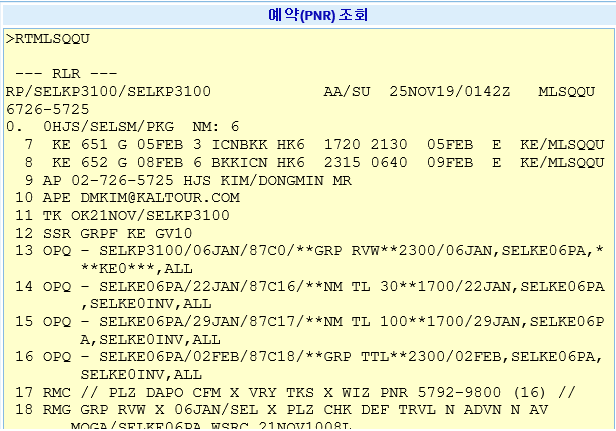 예약(PNR) 조회
>RTMLSQQU
--- RLR ---
RP/SELKP3100/SELKP3100 AA/SU 25NOV19/0142Z MLSQQU
6726-5725
0. 0HJS/SELSM/PKG NM: 6
7 KE 651 G 05FEB 3 ICNBKK HK6 1720 2130 05FEB E KE/MLSQQU
8 KE 652 G 08FEB 6 BKKICN HK6 2315 0640 09FEB E KE/MLSQQU
9 AP 02-726-5725 HJS KIM/DONGMIN MR
10 APE DMKIM@KALTOUR.COM
11 TK OK21NOV/SELKP3100
12 SSR GRPF KE GV10
13 OPQ - SELKP3100/06JAN/87C0/**GRP RVW**2300/06JAN,SELKE06PA,*
**KE0***,ALL
14 OPQ - SELKE06PA/22JAN/87C16/**NM TL 30**1700/22JAN,SELKE06PA
,SELKE0INV,ALL
15 OPQ - SELKE06PA/29JAN/87C17/**NM TL 100**1700/29JAN,SELKE06P
A,SELKE0INV,ALL
16 OPQ - SELKE06PA/02FEB/87C18/**GRP TTL**2300/02FEB,SELKE06PA,
SELKE0INV,ALL
17 RMC // PLZ DAPO CFM X VRY TKS X WIZ PNR 5792-9800 (16) //
18 RMG GRP RVW X 06JAN/SEL X PLZ CHK DEF TRVL N ADVN N AV
MOGA/SELKE06PA WSRC 21NOV1008L